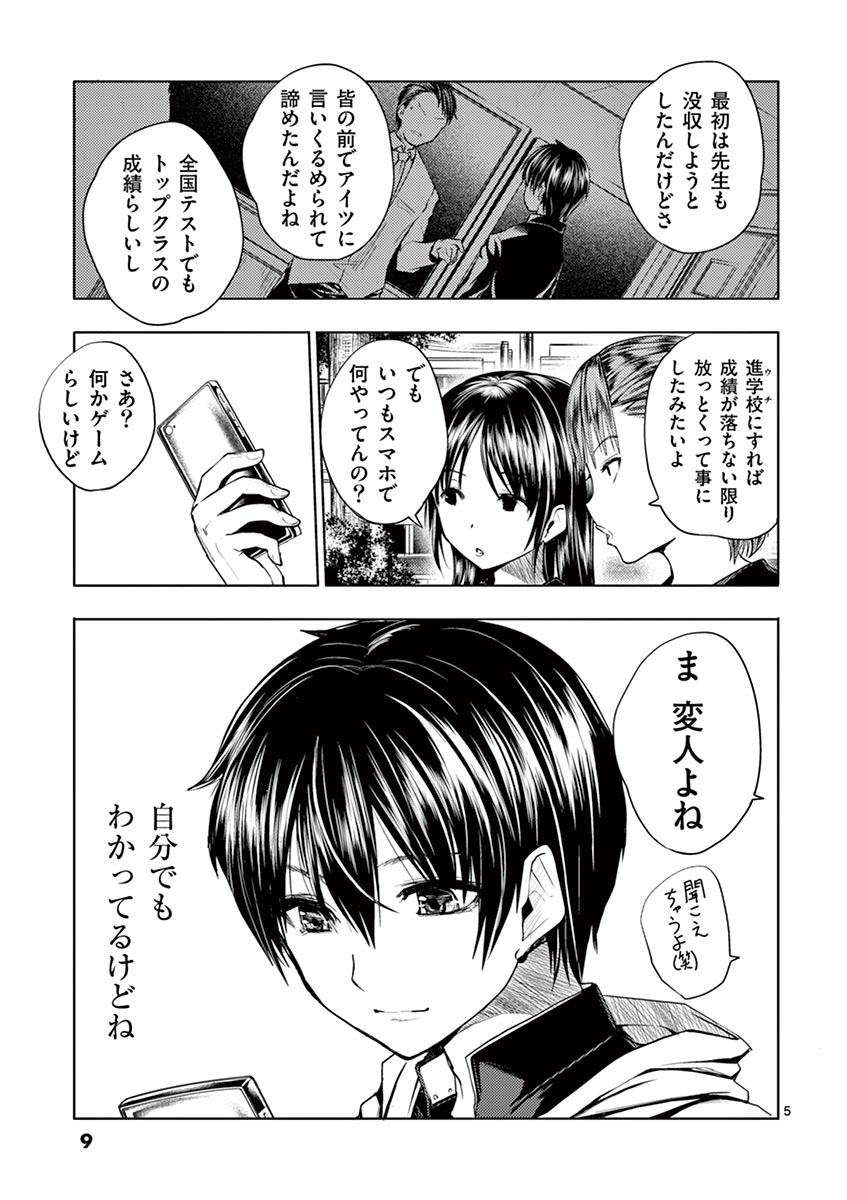 最初は先生も
没収しようと
したんだけどさ
皆の前でアイツに
言いくるめられて
諦めたんだよね
全国テストでも
トップクラスの
成績らしいし
進学校にすれば
ウチ
成績が落ちない限り
放っとくって事に
したみたいよ
でも
いつもスマホで
何やってんの？
さあ？
何かゲーム
らしいけど
ま 変人よね
聞こえ
ちゃうよ(笑)
自分でも
わかってるけどね
5
9